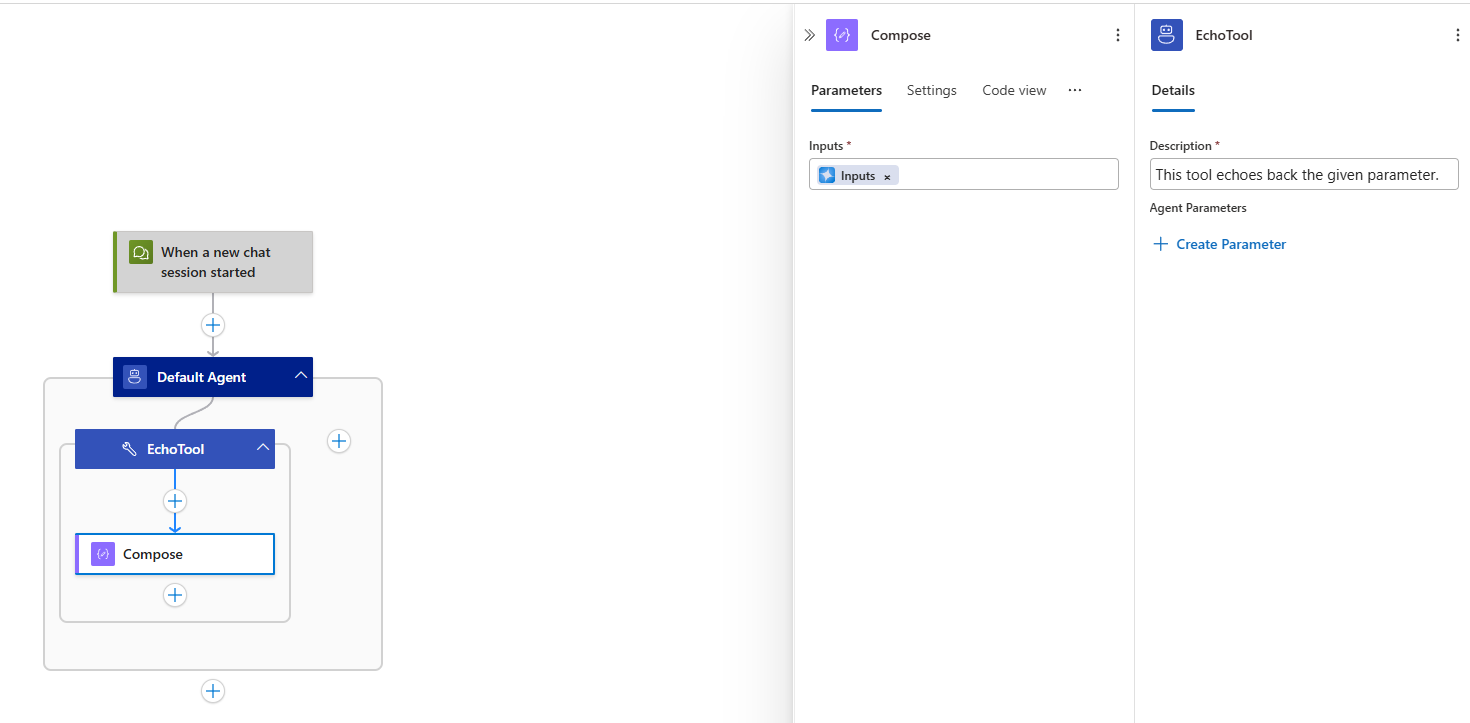 When a new chat
session started
Default Agent
EchoTool
Compose
Compose
Parameters
Settings
Code view
Inputs *
Inputs ×
EchoTool
Details
Description *
This tool echoes back the given parameter.
Agent Parameters
Create Parameter